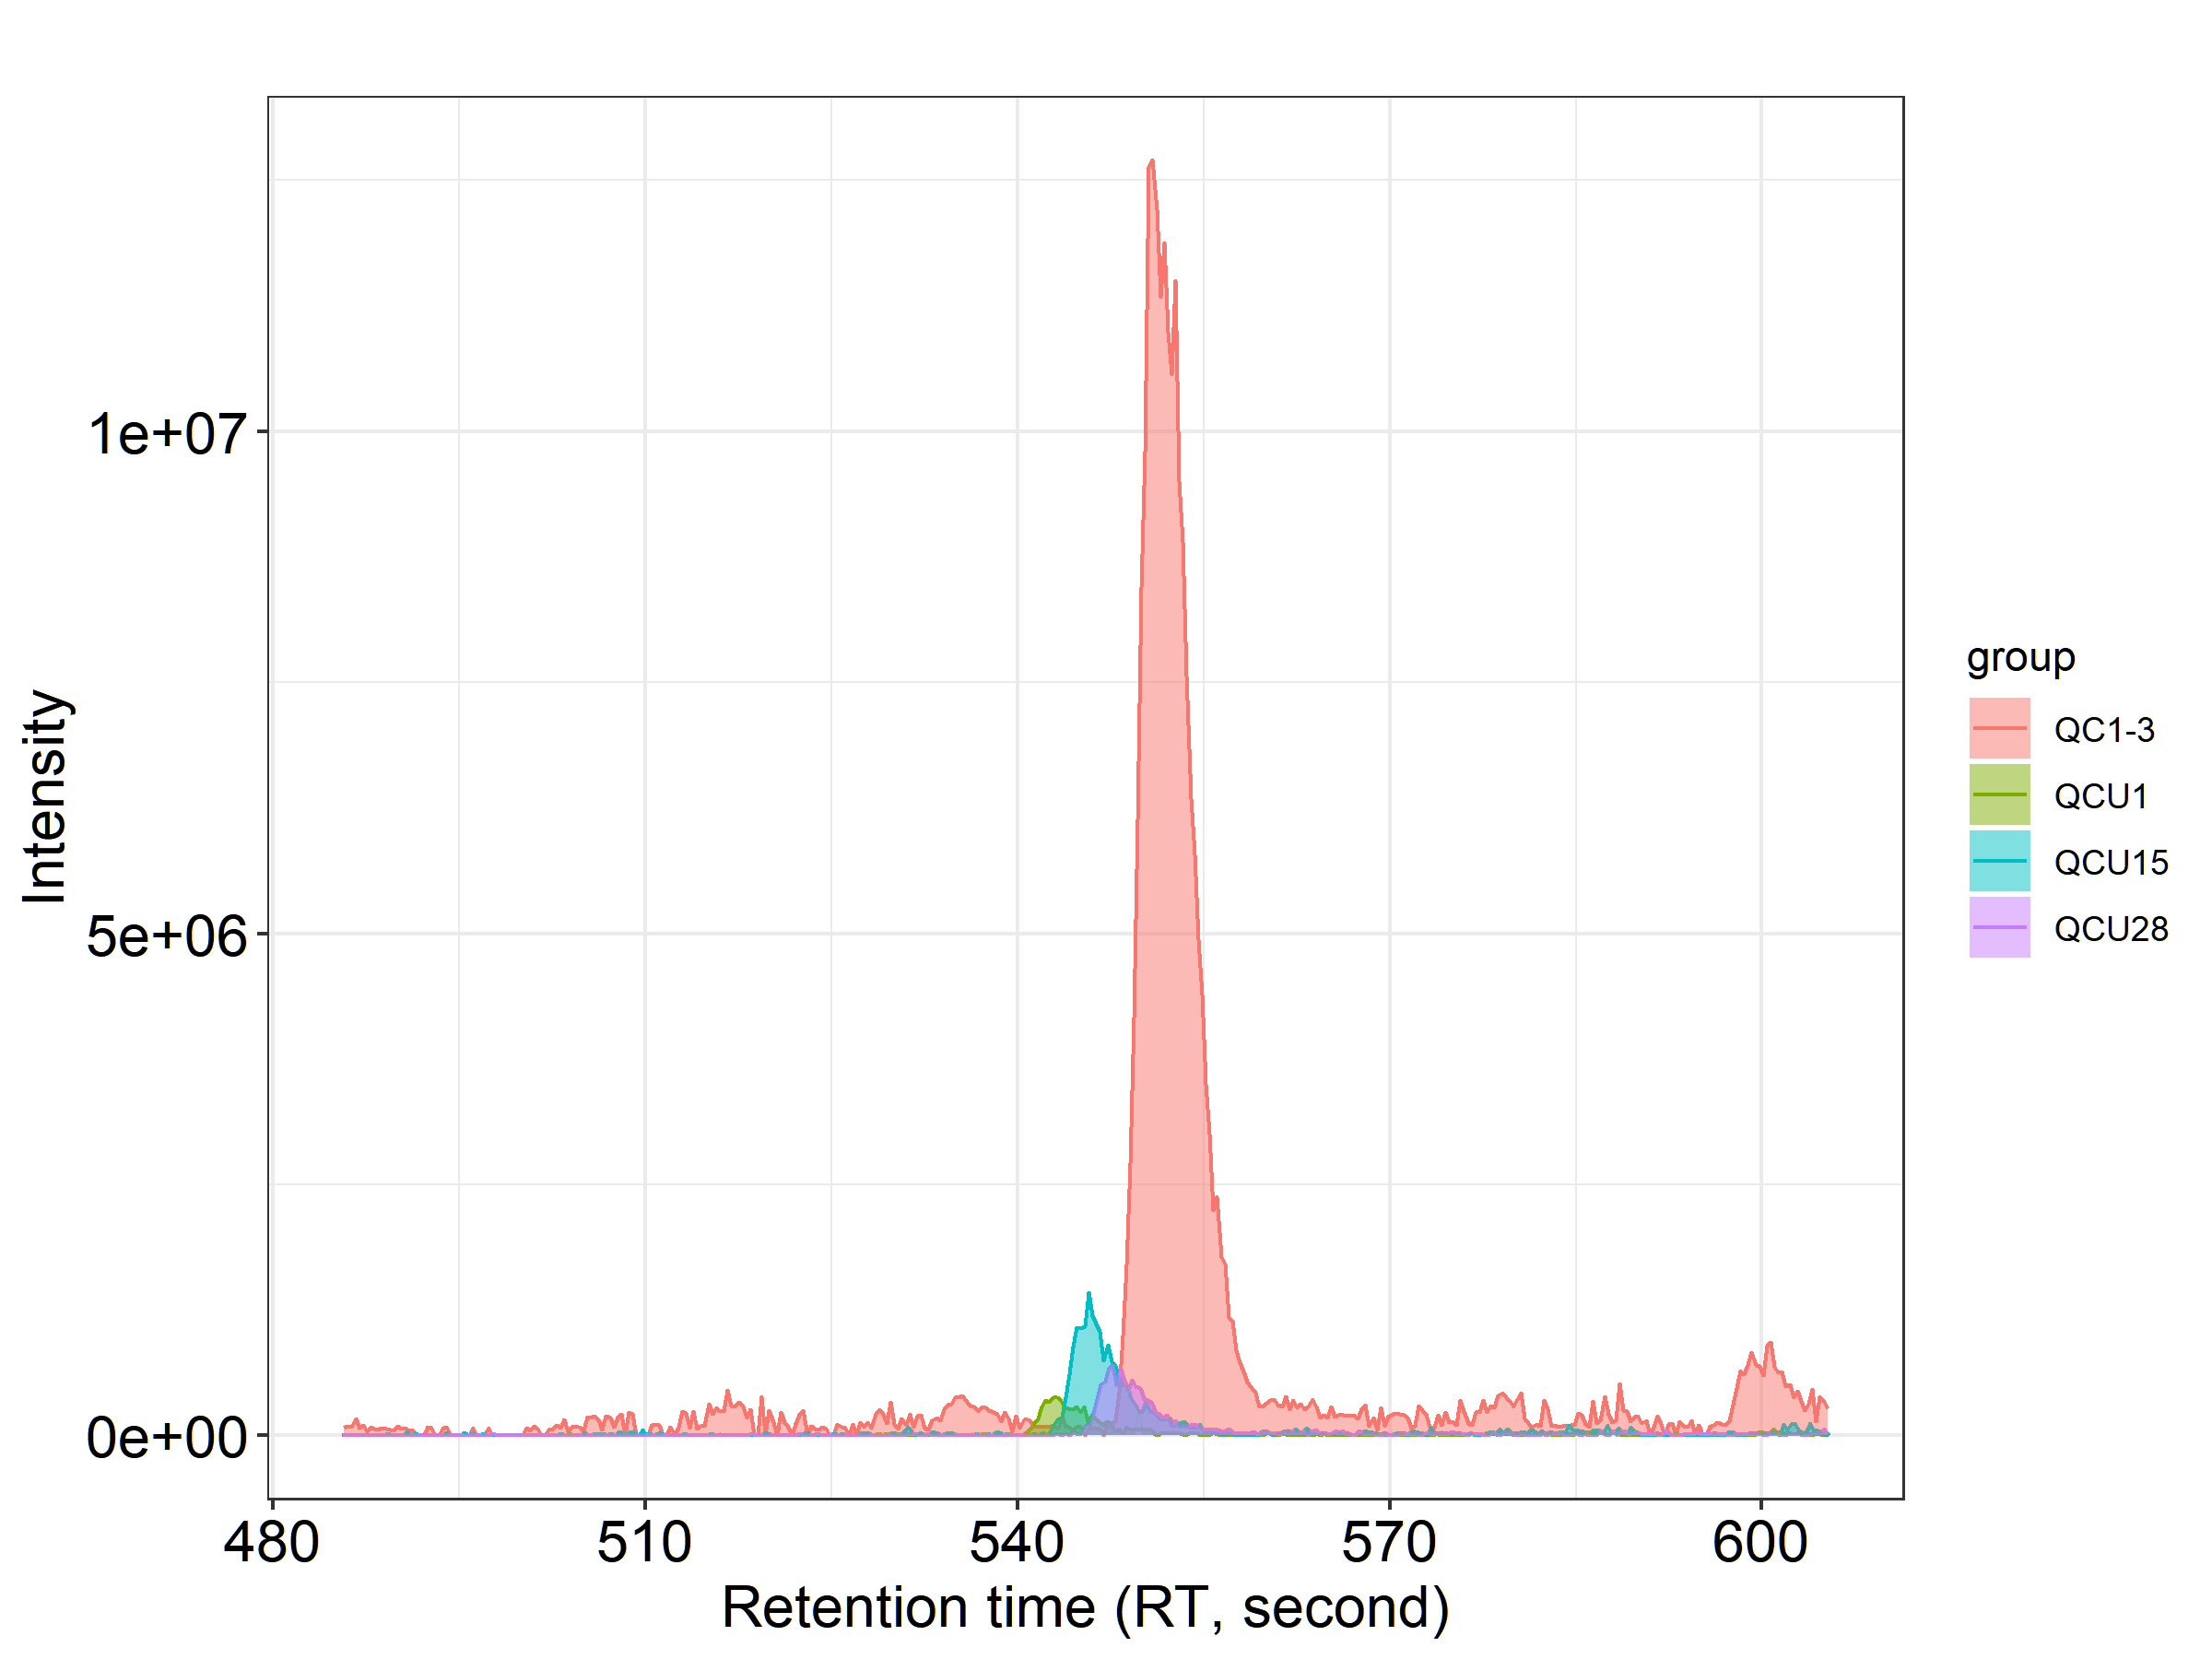 Intensity
1e+07
5e+06
0e+00
480 510 540 570 600
Retention time (RT, second)
group
QC1-3
QCU1
QCU15
QCU28